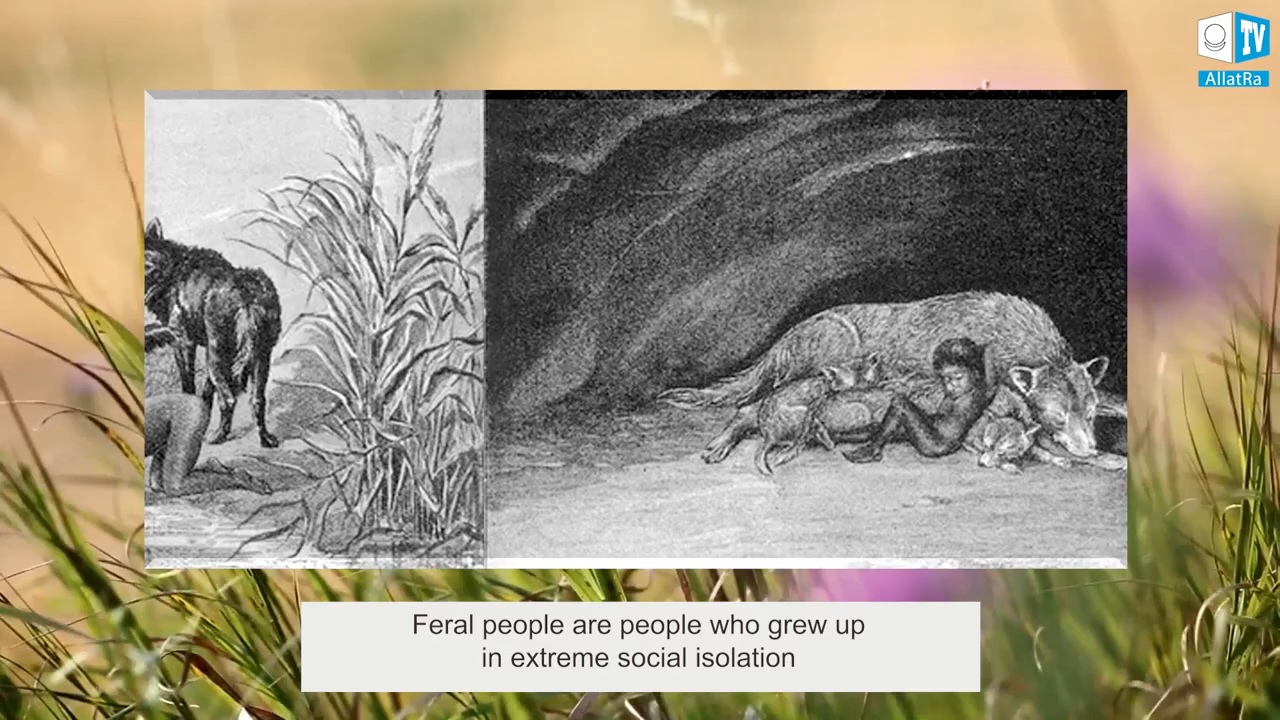 TV
AllatRa
Feral people are people who grew up
in extreme social isolation